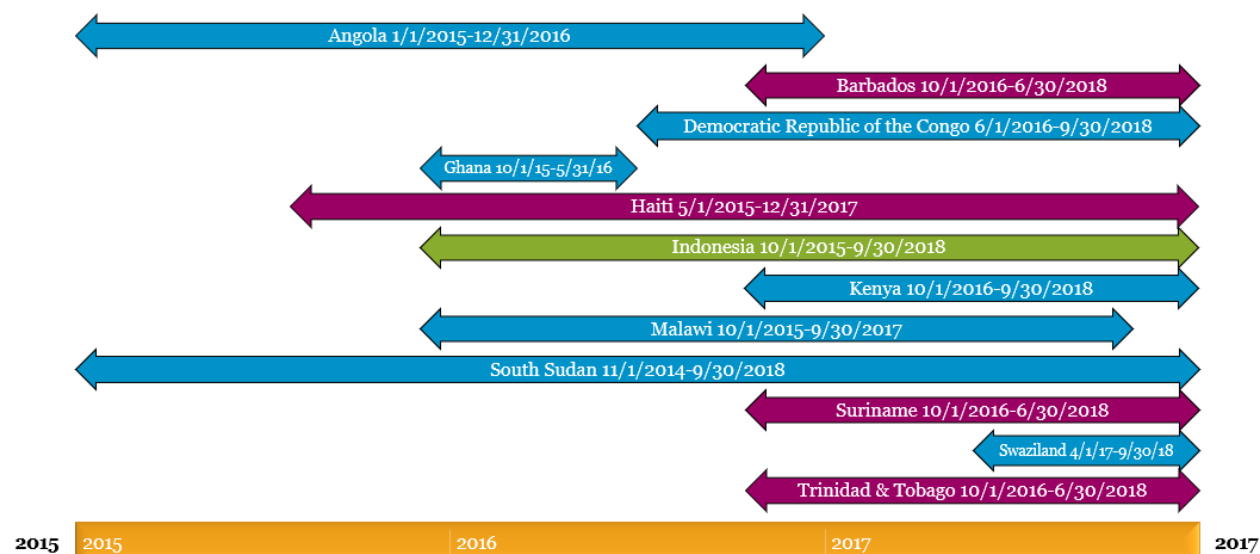 Angola 1/1/2015-12/31/2016
Barbados 10/1/2016-6/30/2018
Democratic Republic of the Congo 6/1/2016-9/30/2018
Ghana 10/1/15-5/31/16
Haiti 5/1/2015-12/31/2017
Indonesia 10/1/2015-9/30/2018
Kenya 10/1/2016-9/30/2018
Malawi 10/1/2015-9/30/2017
South Sudan 11/1/2014-9/30/2018
Suriname 10/1/2016-6/30/2018
Swaziland 4/1/17-9/30/18
Trinidad & Tobago 10/1/2016-6/30/2018
2015 2015 2016 2017 2017